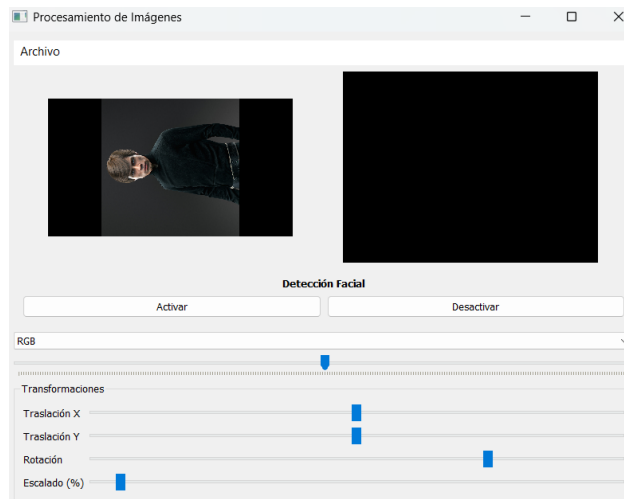 Procesamiento de Imágenes
Archivo
Detección Facial
Activar
Desactivar
RGB
Transformaciones
Traslación X
Traslación Y
Rotación
Escalado (%)